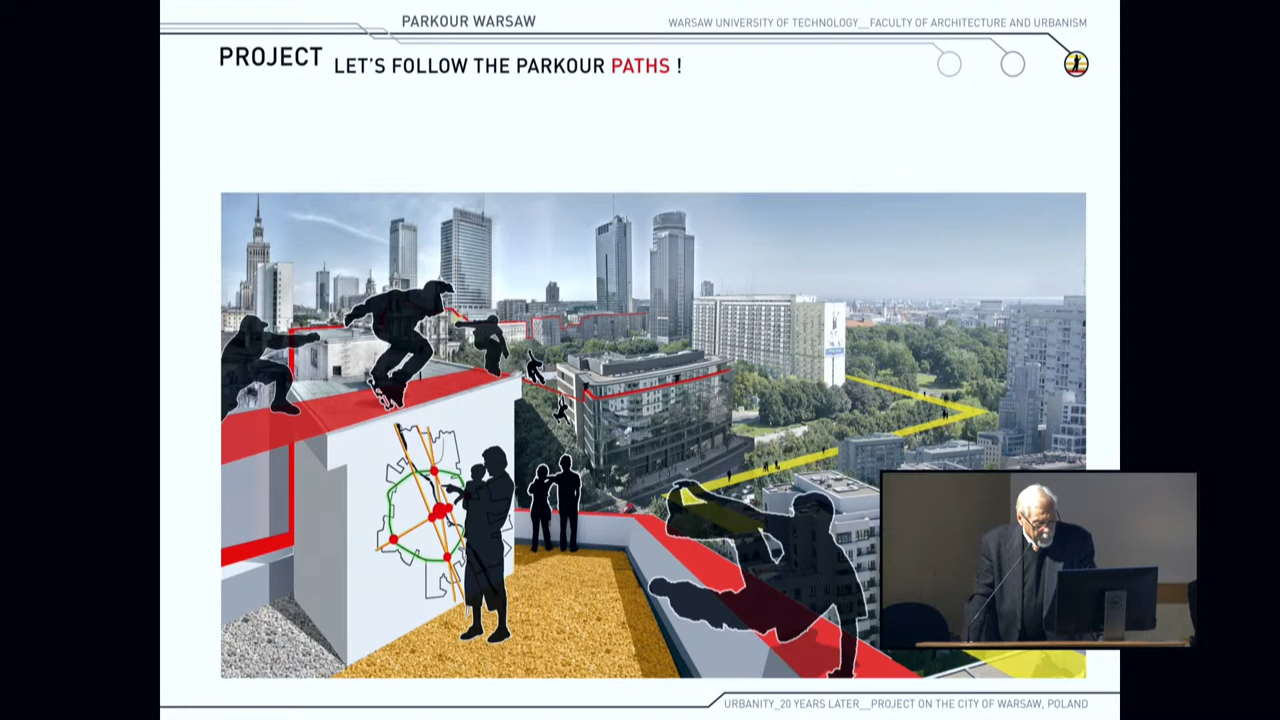 PARKOUR WARSAW
WARSAW UNIVERSITY OF TECHNOLOGY__FACULTY OF ARCHITECTURE AND URBANISM
PROJECT LET'S FOLLOW THE PARKOUR PATHS !
URBANITY_20 YEARS LATER__PROJECT ON THE CITY OF WARSAW, POLAND